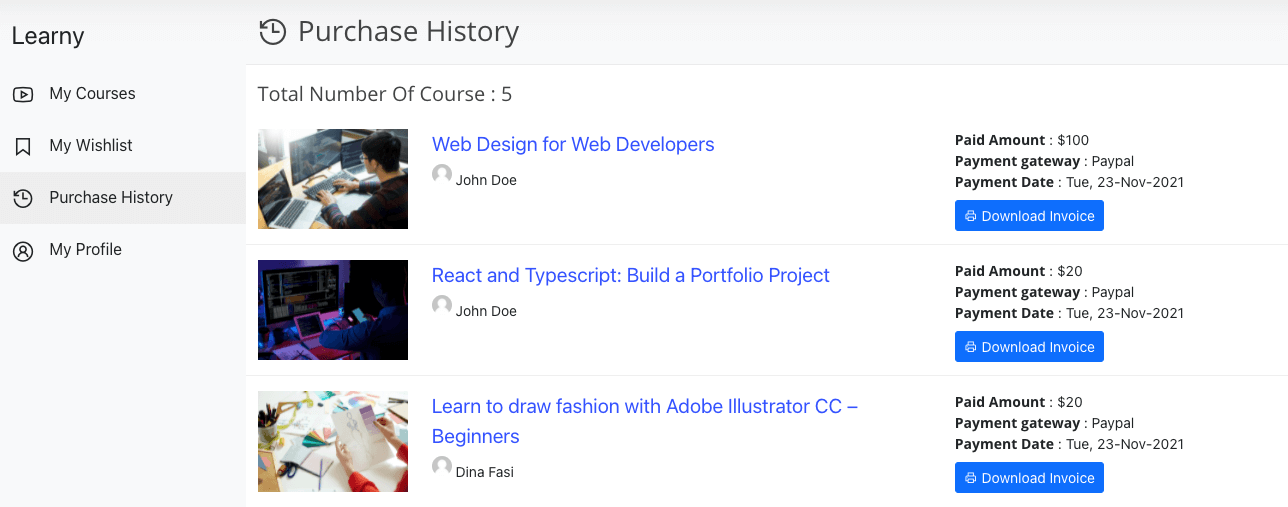 Learny
My Courses
My Wishlist
Purchase History
My Profile
Purchase History
Total Number Of Course : 5
Web Design for Web Developers
John Doe
Paid Amount : $100
Payment gateway : Paypal
Payment Date : Tue, 23-Nov-2021
Download Invoice
React and Typescript: Build a Portfolio Project
John Doe
Paid Amount : $20
Payment gateway : Paypal
Payment Date : Tue, 23-Nov-2021
Download Invoice
Learn to draw fashion with Adobe Illustrator CC –
Beginners
Dina Fasi
Paid Amount : $20
Payment gateway : Paypal
Payment Date : Tue, 23-Nov-2021
Download Invoice